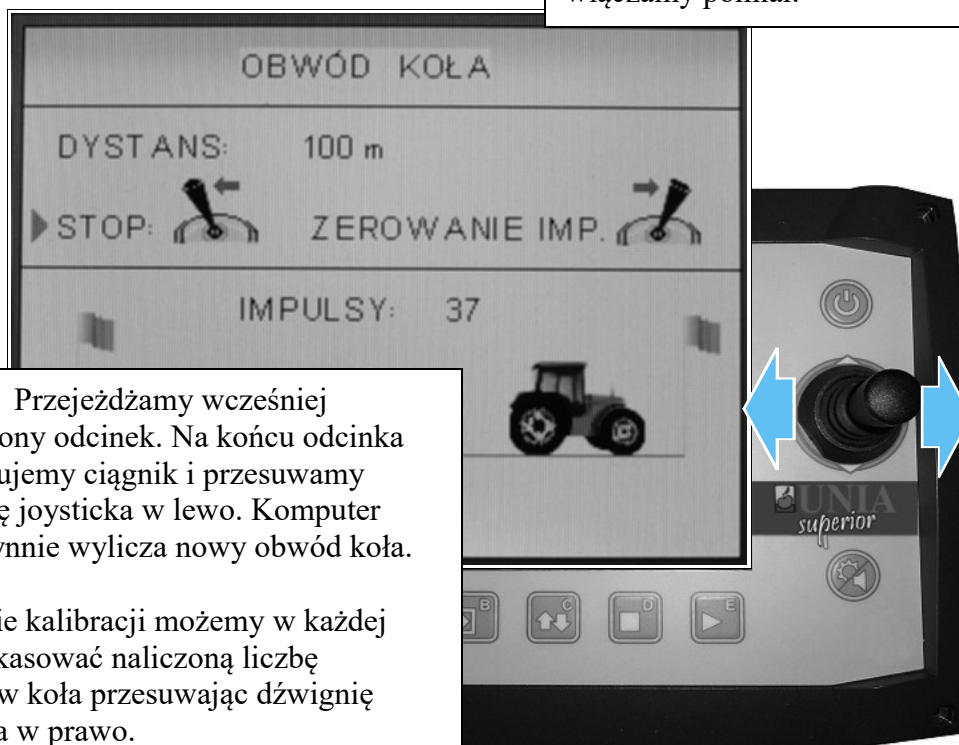 włączamy pomiar.
OBWÓD KOŁA
DYSTANS: 100 m
STOP: ZEROWANIE IMP.
IMPULSY: 37
Przejeżdżamy wcześniej
ony odcinek. Na końcu odcinka
ujemy ciągnik i przesuwamy
ę joysticka w lewo. Komputer
ynnie wylicza nowy obwód koła.
ie kalibracji możemy w każdej
kasować naliczoną liczbę
w koła przesuwając dźwignię
a w prawo.
UNIA
superior
B
C
D
E